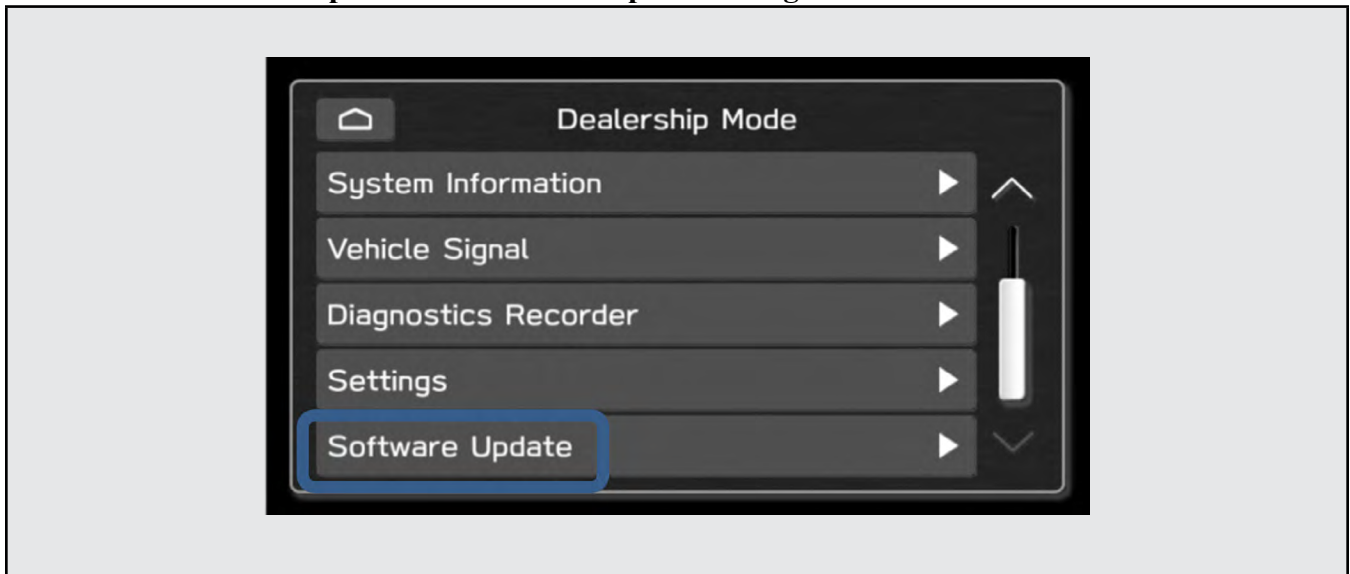 Dealership Mode
System Information
Vehicle Signal
Diagnostics Recorder
Settings
Software Update